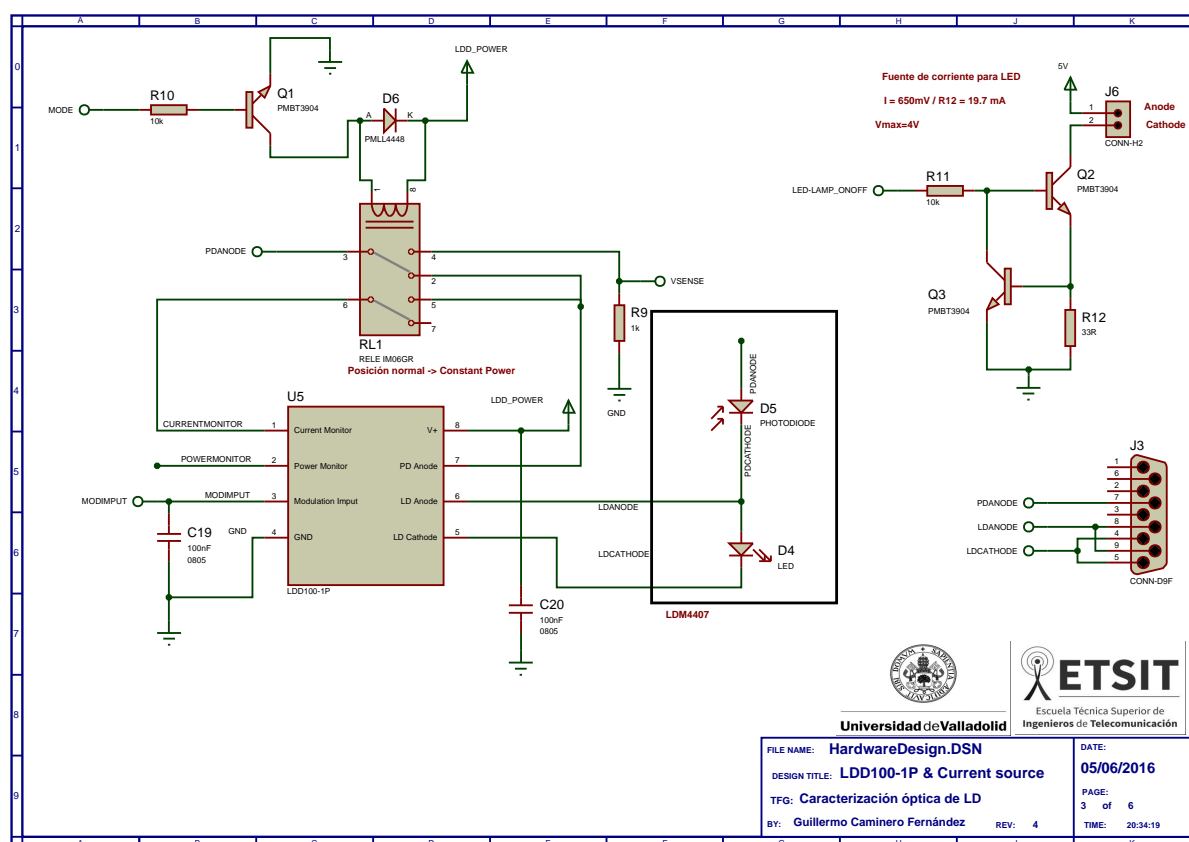 A B C D E F G H J K
0
1
2
3
4
5
6
7
8
9
MODE
R10
10k
Q1
PMBT3904
D6
A K
PMLL4448
LDD_POWER
1 8
PDANODE
3 4
2
6 5
7
RL1
RELE IM06GR
Posición normal -> Constant Power
VSENSE
R9
1k
GND
U5
CURRENTMONITOR
POWERMONITOR
MODIMPUT
MODIMPUT
GND
1 Current Monitor V+ 8
2 Power Monitor PD Anode 7
3 Modulation Imput LD Anode 6
4 GND LD Cathode 5
LDD100-1P
C19
100nF
0805
LDD_POWER
C20
100nF
0805
LDANODE
LDCATHODE
PDANODE
D5
PHOTODIODE
PDCATHODE
D4
LED
LDM4407
Fuente de corriente para LED
I = 650mV / R12 = 19.7 mA
Vmax=4V
5V
J6
1 Anode
2 Cathode
CONN-H2
LED-LAMP_ONOFF
R11
10k
Q2
PMBT3904
Q3
PMBT3904
R12
33R
J3
1
6
2
7
3
8
4
9
5
PDANODE
LDANODE
LDCATHODE
CONN-D9F
Universidad de Valladolid
ETSIT
Escuela Técnica Superior de
Ingenieros de Telecomunicación
FILE NAME: HardwareDesign.DSN
DESIGN TITLE: LDD100-1P & Current source
TFG: Caracterización óptica de LD
BY: Guillermo Caminero Fernández REV: 4
DATE:
05/06/2016
PAGE:
3 of 6
TIME: 20:34:19